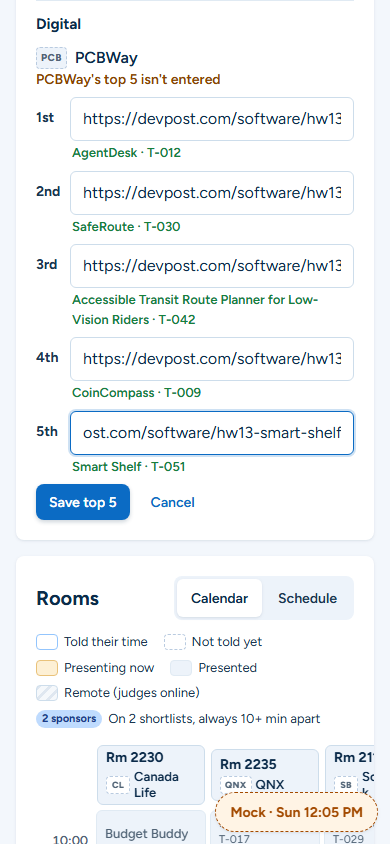 Digital
PCB PCBWay
PCBWay's top 5 isn't entered
1st https://devpost.com/software/hw13
AgentDesk · T-012
2nd https://devpost.com/software/hw13
SafeRoute · T-030
3rd https://devpost.com/software/hw13
Accessible Transit Route Planner for Low-
Vision Riders · T-042
4th https://devpost.com/software/hw13
CoinCompass · T-009
5th ost.com/software/hw13-smart-shelf
Smart Shelf · T-051
Save top 5 Cancel
Rooms Calendar Schedule
Told their time Not told yet
Presenting now Presented
Remote (judges online)
2 sponsors On 2 shortlists, always 10+ min apart
Rm 2230 Rm 2235 Rm 21
CL Canada Life QNX QNX SB
Mock · Sun 12:05 PM
10:00 Budget Buddy T-017 T-029